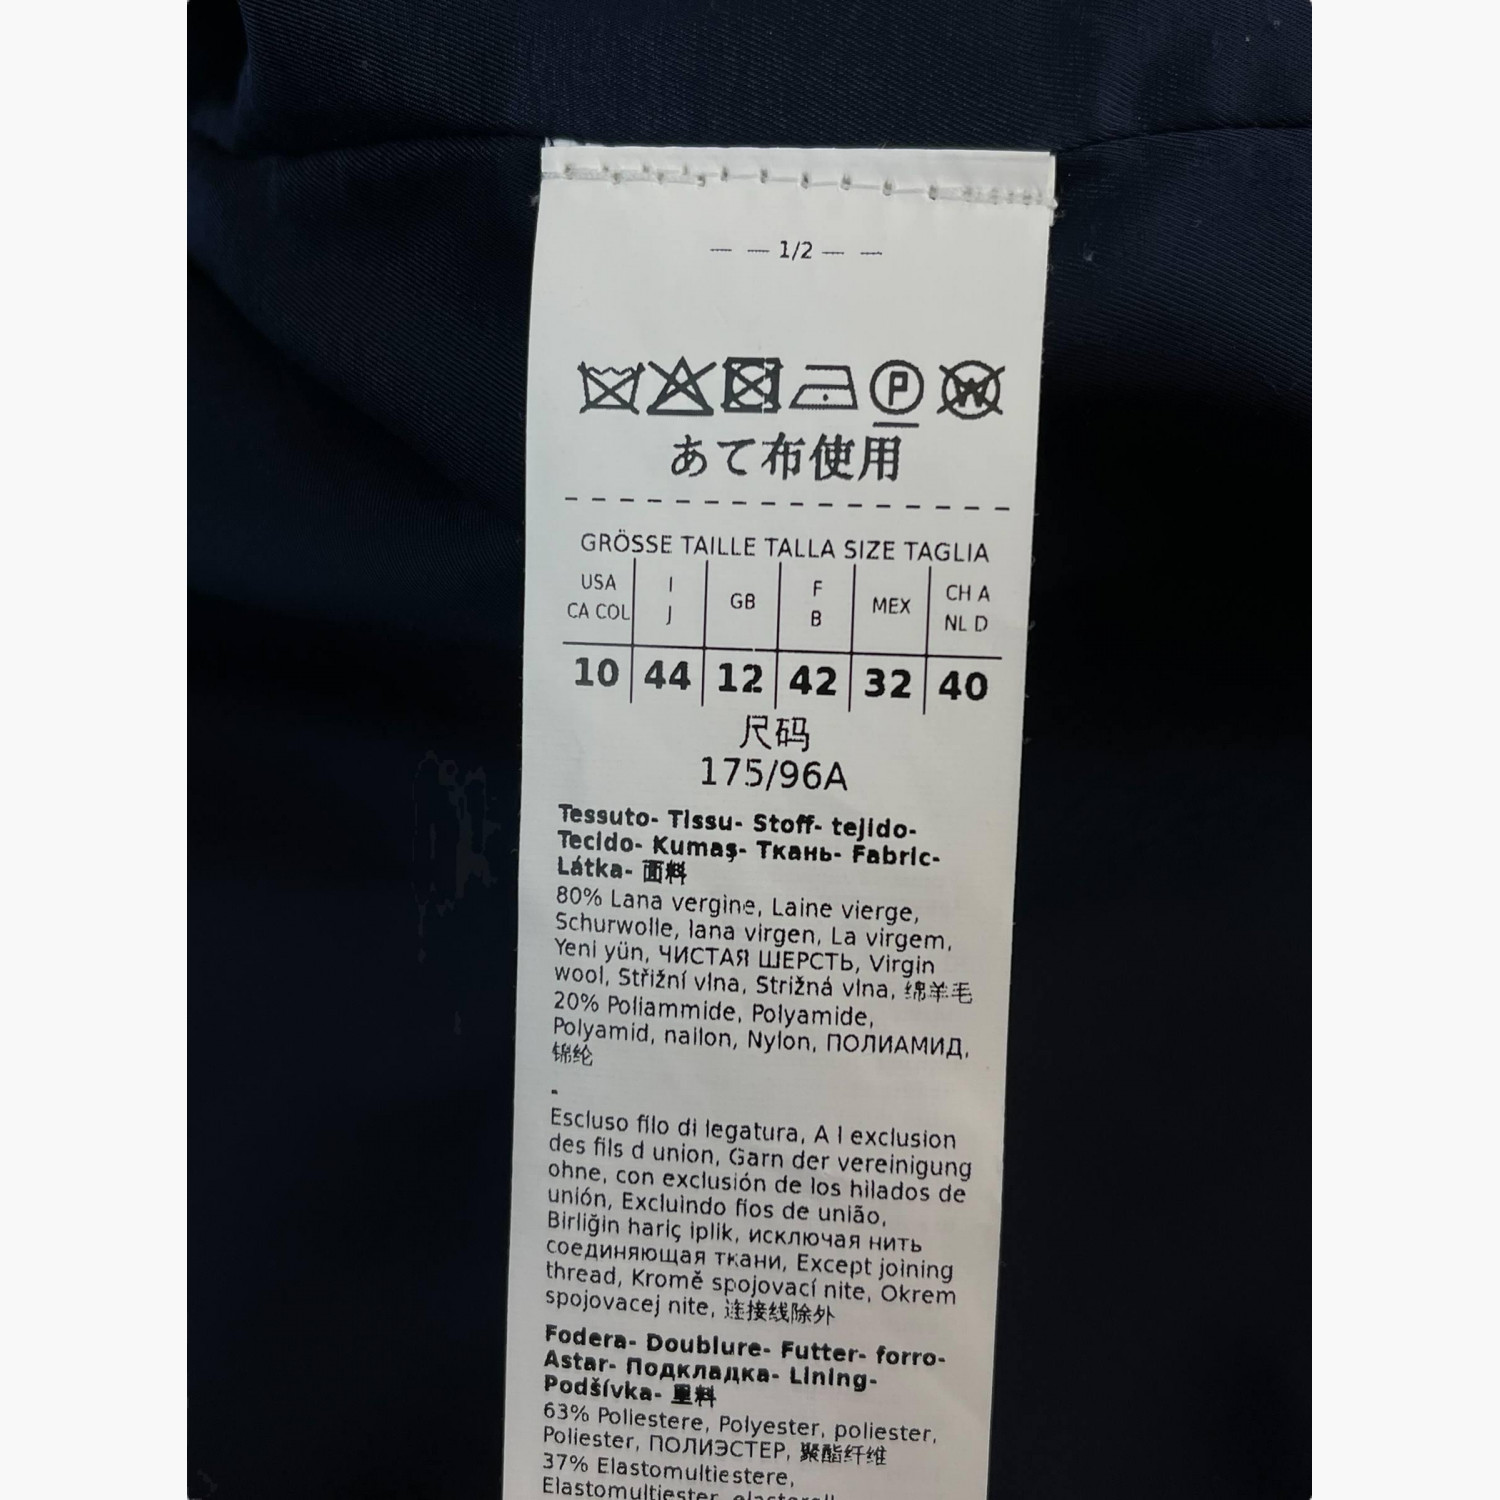 — — 1/2 — —
P W
あて布使用
GRÖSSE TAILLE TALLA SIZE TAGLIA
USA CA COL | I J | GB | F B | MEX | CH A NL D
10 | 44 | 12 | 42 | 32 | 40
尺码
175/96A
Tessuto- Tissu- Stoff- tejido-
Tecido- Kumaş- Ткань- Fabric-
Látka- 面料
80% Lana vergine, Laine vierge,
Schurwolle, lana virgen, La virgem,
Yeni yün, ЧИСТАЯ ШЕРСТЬ, Virgin
wool, Střižní vlna, Strižná vlna, 绵羊毛
20% Poliammide, Polyamide,
Polyamid, nailon, Nylon, ПОЛИАМИД,
锦纶
-
Escluso filo di legatura, A l exclusion
des fils d union, Garn der vereinigung
ohne, con exclusión de los hilados de
unión, Excluindo fios de união,
Birliğin hariç iplik, исключая нить
соединяющая ткани, Except joining
thread, Kromě spojovací nite, Okrem
spojovacej nite, 连接线除外
Fodera- Doublure- Futter- forro-
Astar- Подкладка- Lining-
Podšívka- 里料
63% Poliestere, Polyester, poliester,
Poliester, ПОЛИЭСТЕР, 聚酯纤维
37% Elastomultiestere,
Elastomultiester,